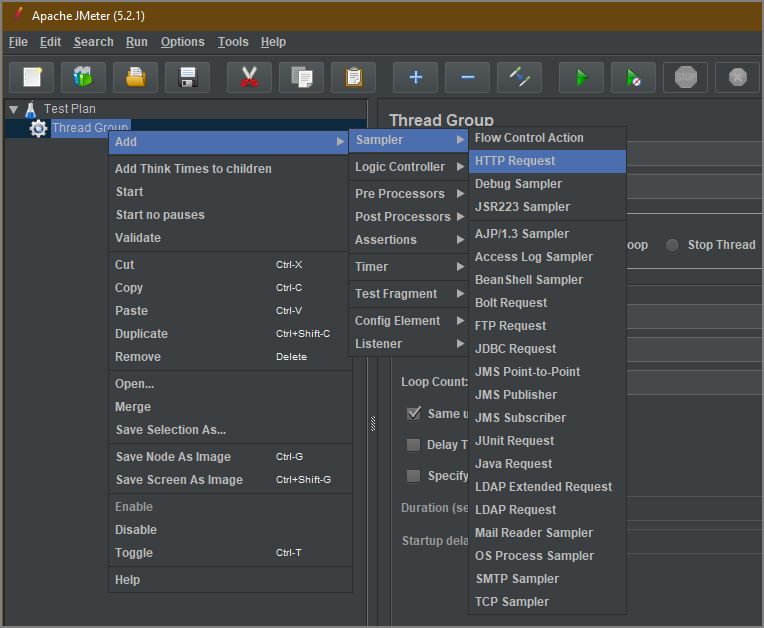 Apache JMeter (5.2.1)
File Edit Search Run Options Tools Help
STOP
Test Plan
Thread Group
Thread Group
Add
Add Think Times to children
Start
Start no pauses
Validate
Cut Ctrl-X
Copy Ctrl-C
Paste Ctrl-V
Duplicate Ctrl+Shift-C
Remove Delete
Open...
Merge
Save Selection As...
Save Node As Image Ctrl-G
Save Screen As Image Ctrl+Shift-G
Enable
Disable
Toggle Ctrl-T
Help
Sampler
Logic Controller
Pre Processors
Post Processors
Assertions
Timer
Test Fragment
Config Element
Listener
Flow Control Action
HTTP Request
Debug Sampler
JSR223 Sampler
AJP/1.3 Sampler
Access Log Sampler
BeanShell Sampler
Bolt Request
FTP Request
JDBC Request
JMS Point-to-Point
JMS Publisher
JMS Subscriber
JUnit Request
Java Request
LDAP Extended Request
LDAP Request
Mail Reader Sampler
OS Process Sampler
SMTP Sampler
TCP Sampler
oop Stop Thread
Loop Count:
Same u
Delay T
Specify
Duration (se
Startup dela